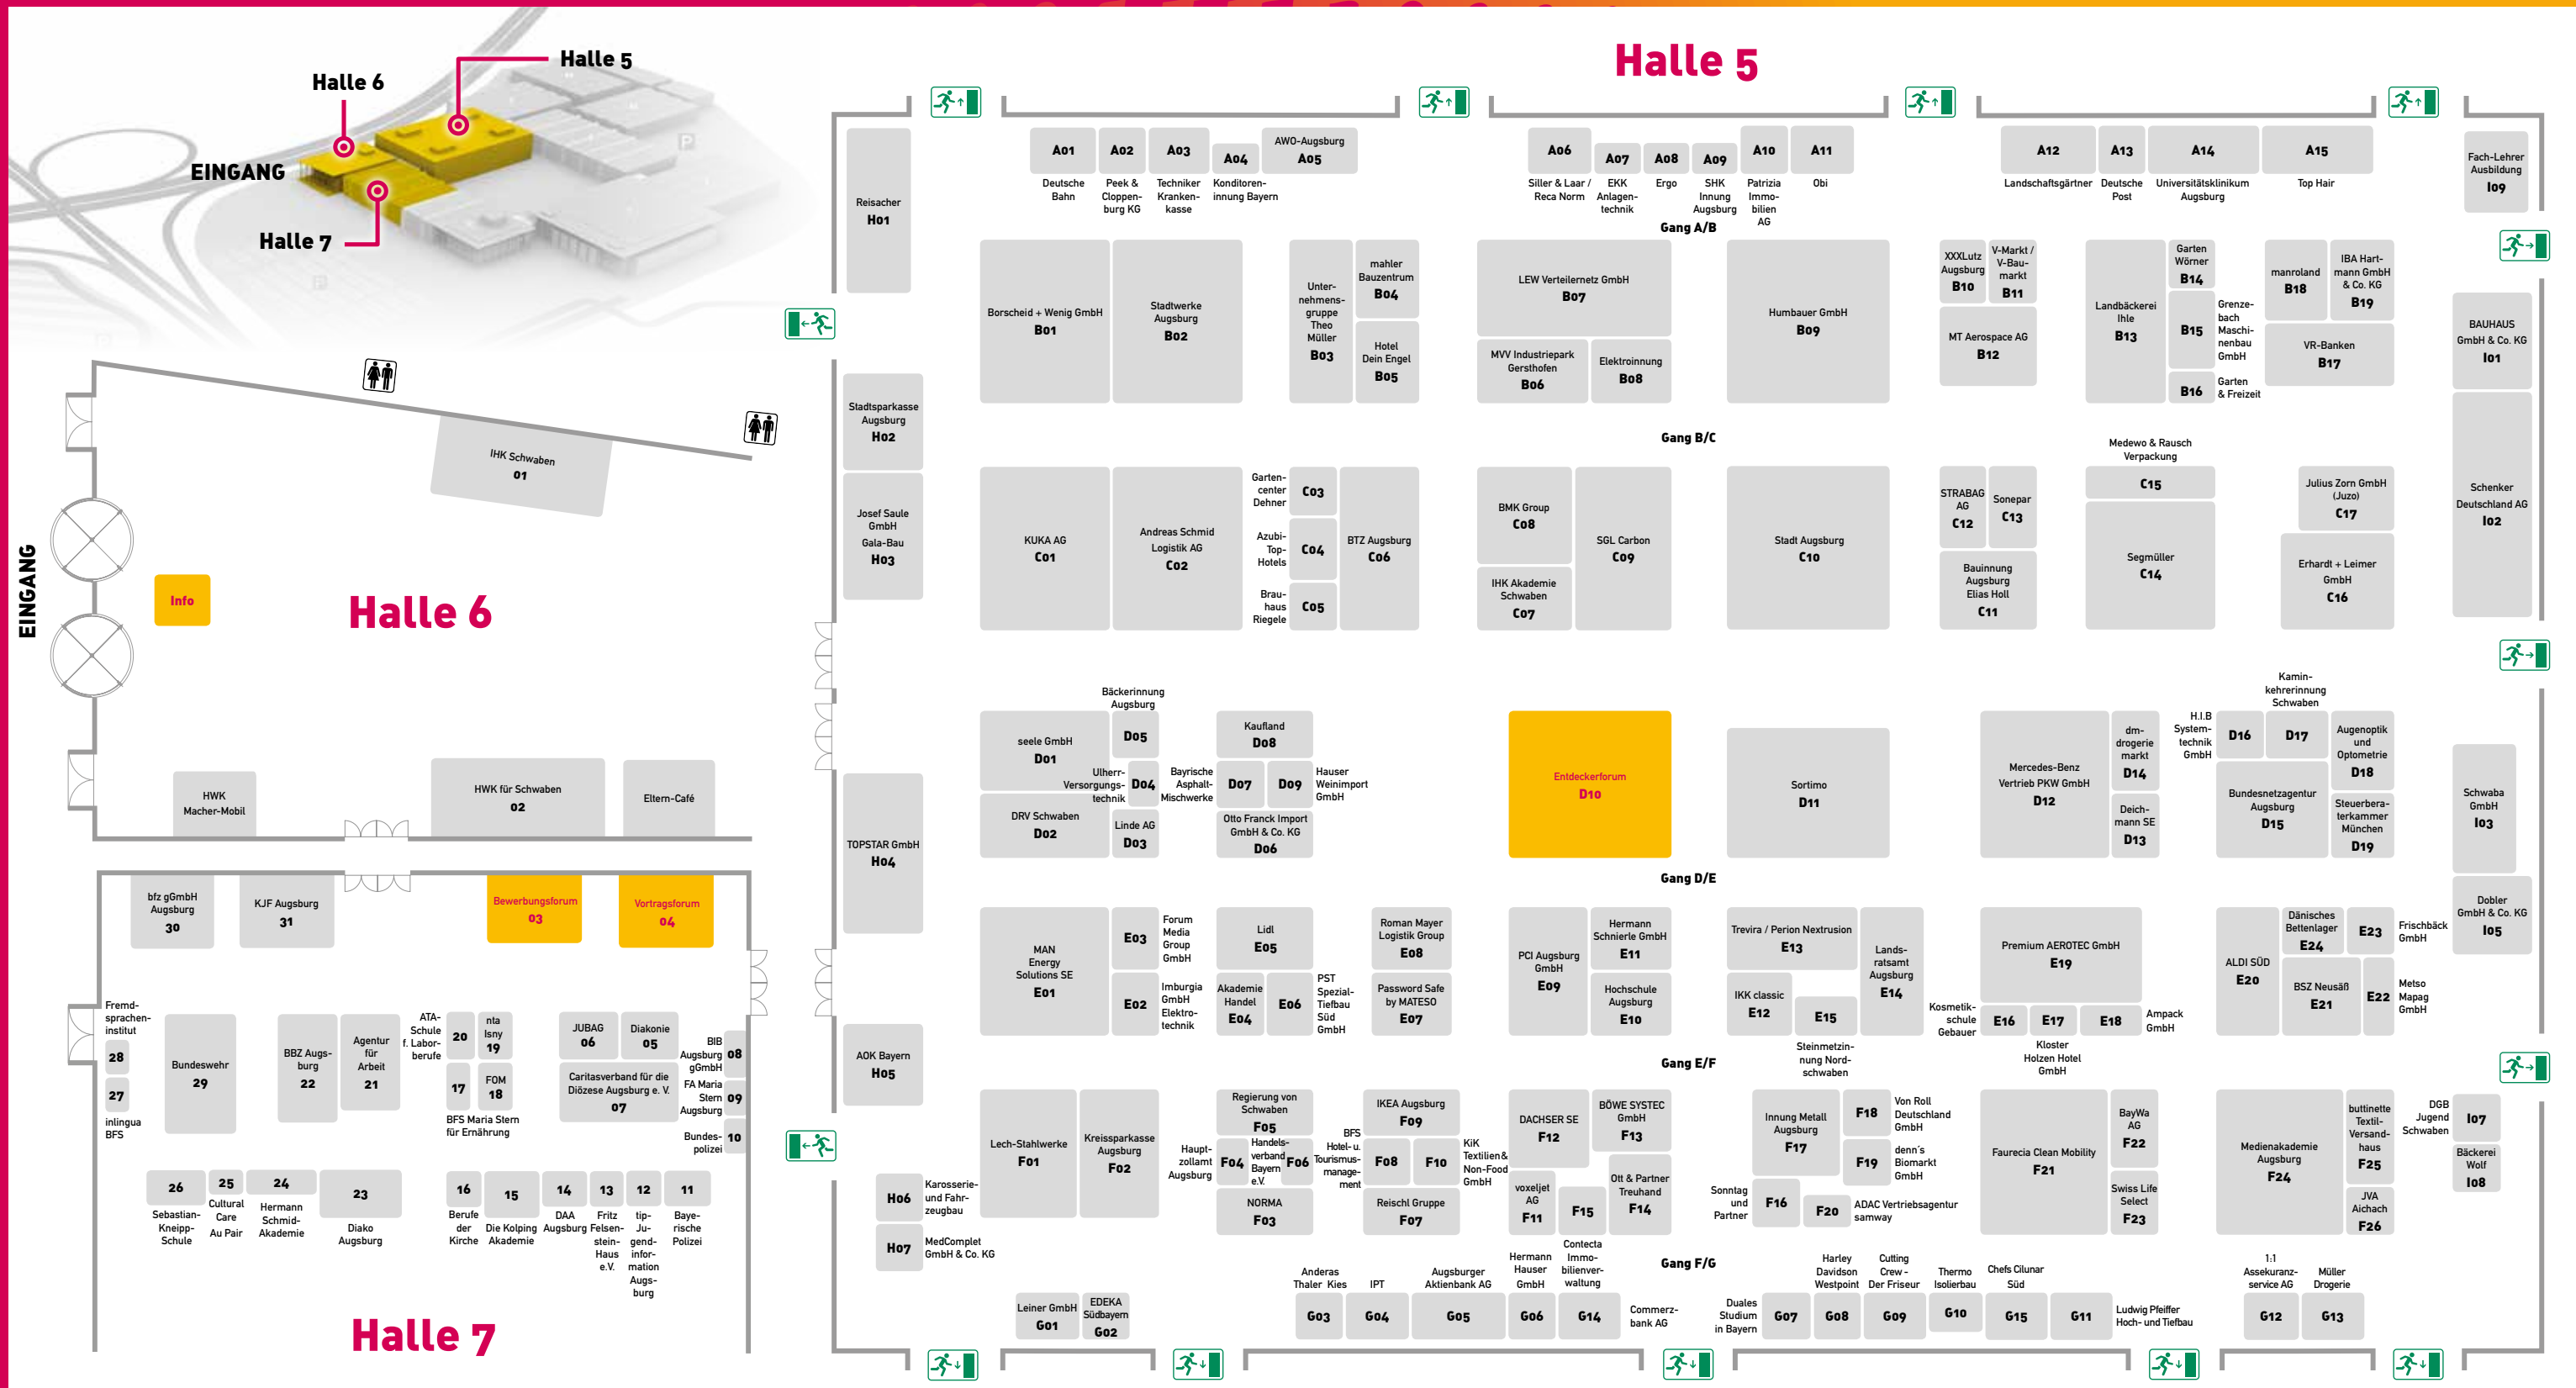 Halle 5
Halle 6
EINGANG
Halle 7
Halle 5
A01
Deutsche
Bahn
A02
Peek &
Cloppen-
burg KG
A03
Techniker
Kranken-
kasse
A04
Konditoren-
innung Bayern
AWO-Augsburg
A05
A06
Siller & Laar /
Reca Norm
A07
EKK
Anlagen-
technik
A08
Ergo
A09
SHK
Innung
Augsburg
A10
Patrizia
Immo-
bilien
AG
A11
Obi
A12
Landschaftsgärtner
A13
Deutsche
Post
A14
Universitätsklinikum
Augsburg
A15
Top Hair
Fach-Lehrer
Ausbildung
I09
Reisacher
H01
Gang A/B
Borscheid + Wenig GmbH
B01
Stadtwerke
Augsburg
B02
Unter-
nehmens-
gruppe
Theo
Müller
B03
mahler
Bauzentrum
B04
Hotel
Dein Engel
B05
LEW Verteilernetz GmbH
B07
MVV Industriepark
Gersthofen
B06
Elektroinnung
B08
Humbauer GmbH
B09
XXXLutz
Augsburg
B10
V-Markt /
V-Bau-
markt
B11
MT Aerospace AG
B12
Landbäckerei
Ihle
B13
Garten
Wörner
B14
B15
Grenze-
bach
Maschi-
nenbau
GmbH
B16
Garten
& Freizeit
manroland
B18
IBA Hart-
mann GmbH
& Co. KG
B19
VR-Banken
B17
BAUHAUS
GmbH & Co. KG
I01
Gang B/C
Stadtsparkasse
Augsburg
H02
Josef Saule
GmbH
Gala-Bau
H03
KUKA AG
C01
Andreas Schmid
Logistik AG
C02
Garten-
center
Dehner
C03
Azubi-
Top-
Hotels
C04
Brau-
haus
Riegele
C05
BTZ Augsburg
C06
BMK Group
C08
IHK Akademie
Schwaben
C07
SGL Carbon
C09
Stadt Augsburg
C10
STRABAG
AG
C12
Sonepar
C13
Bauinnung
Augsburg
Elias Holl
C11
Medewo & Rausch
Verpackung
C15
Segmüller
C14
Julius Zorn GmbH
(Juzo)
C17
Erhardt + Leimer
GmbH
C16
Schenker
Deutschland AG
I02
IHK Schwaben
01
EINGANG
Info
Halle 6
HWK
Macher-Mobil
HWK für Schwaben
02
Eltern-Café
TOPSTAR GmbH
H04
seele GmbH
D01
DRV Schwaben
D02
Bäckerinnung
Augsburg
D05
Ulherr-
Versorgungs-
technik
D04
Linde AG
D03
Kaufland
D08
Bayrische
Asphalt-
Mischwerke
D07
D09
Hauser
Weinimport
GmbH
Otto Franck Import
GmbH & Co. KG
D06
Entdeckerforum
D10
Sortimo
D11
Mercedes-Benz
Vertrieb PKW GmbH
D12
dm-
drogerie
markt
D14
Deich-
mann SE
D13
H.I.B
System-
technik
GmbH
D16
Kamin-
kehrerinnung
Schwaben
D17
Bundesnetzagentur
Augsburg
D15
Augenoptik
und
Optometrie
D18
Steuerbera-
terkammer
München
D19
Schwaba
GmbH
I03
Gang D/E
Dobler
GmbH & Co. KG
I05
MAN
Energy
Solutions SE
E01
E03
Forum
Media
Group
GmbH
E02
Imburgia
GmbH
Elektro-
technik
Lidl
E05
Akademie
Handel
E04
E06
PST
Spezial-
Tiefbau
Süd
GmbH
Roman Mayer
Logistik Group
E08
Password Safe
by MATESO
E07
PCI Augsburg
GmbH
E09
Hermann
Schnierle GmbH
E11
Hochschule
Augsburg
E10
Trevira / Perion Nextrusion
E13
IKK classic
E12
E15
Steinmetzin-
nung Nord-
schwaben
Lands-
ratsamt
Augsburg
E14
Premium AEROTEC GmbH
E19
Kosmetik-
schule
Gebauer
E16
E17
Kloster
Holzen Hotel
GmbH
E18
Ampack
GmbH
ALDI SÜD
E20
Dänisches
Bettenlager
E24
E23
Frischbäck
GmbH
BSZ Neusäß
E21
E22
Metso
Mapag
GmbH
AOK Bayern
H05
Gang E/F
Lech-Stahlwerke
F01
Kreissparkasse
Augsburg
F02
Regierung von
Schwaben
F05
Haupt-
zollamt
Augsburg
F04
Handels-
verband
Bayern
e.V.
F06
NORMA
F03
IKEA Augsburg
F09
BFS
Hotel- u.
Tourismus-
manage-
ment
F08
F10
KiK
Textilien &
Non-Food
GmbH
Reischl Gruppe
F07
DACHSER SE
F12
BÖWE SYSTEC
GmbH
F13
voxeljet
AG
F11
F15
Contecta
Immo-
bilienver-
waltung
Ott & Partner
Treuhand
F14
Innung Metall
Augsburg
F17
F18
Von Roll
Deutschland
GmbH
F19
denn´s
Biomarkt
GmbH
Sonntag
und
Partner
F16
F20
ADAC Vertriebsagentur
samway
Faurecia Clean Mobility
F21
BayWa
AG
F22
Swiss Life
Select
F23
Medienakademie
Augsburg
F24
buttinette
Textil-
Versand-
haus
F25
JVA
Aichach
F26
DGB
Jugend
Schwaben
I07
Bäckerei
Wolf
I08
H06
Karosserie-
und Fahr-
zeugbau
H07
MedComplet
GmbH & Co. KG
Gang F/G
Leiner GmbH
G01
EDEKA
Südbayern
G02
Anderas
Thaler Kies
G03
IPT
G04
Augsburger
Aktienbank AG
G05
Hermann
Hauser
GmbH
G06
G14
Commerz-
bank AG
Duales
Studium
in Bayern
G07
Harley
Davidson
Westpoint
G08
Cutting
Crew -
Der Friseur
G09
Thermo
Isolierbau
G10
Chefs Cilunar
Süd
G15
G11
Ludwig Pfeiffer
Hoch- und Tiefbau
1:1
Assekuranz-
service AG
G12
Müller
Drogerie
G13
bfz gGmbH
Augsburg
30
KJF Augsburg
31
Bewerbungsforum
03
Vortragsforum
04
Fremd-
sprachen-
institut
28
27
inlingua
BFS
Bundeswehr
29
BBZ Augs-
burg
22
Agentur
für
Arbeit
21
ATA-
Schule
f. Labor-
berufe
20
nta
Isny
19
17
FOM
18
BFS Maria Stern
für Ernährung
JUBAG
06
Diakonie
05
Caritasverband für die
Diözese Augsburg e. V.
07
BIB
Augsburg
gGmbH
08
FA Maria
Stern
Augsburg
09
Bundes-
polizei
10
26
Sebastian-
Kneipp-
Schule
25
Cultural
Care
Au Pair
24
Hermann
Schmid-
Akademie
23
Diako
Augsburg
16
Berufe
der
Kirche
15
Die Kolping
Akademie
14
DAA
Augsburg
13
Fritz
Felsen-
stein-
Haus
e.V.
12
tip-
Ju-
gend-
infor-
mation
Augs-
burg
11
Baye-
rische
Polizei
Halle 7